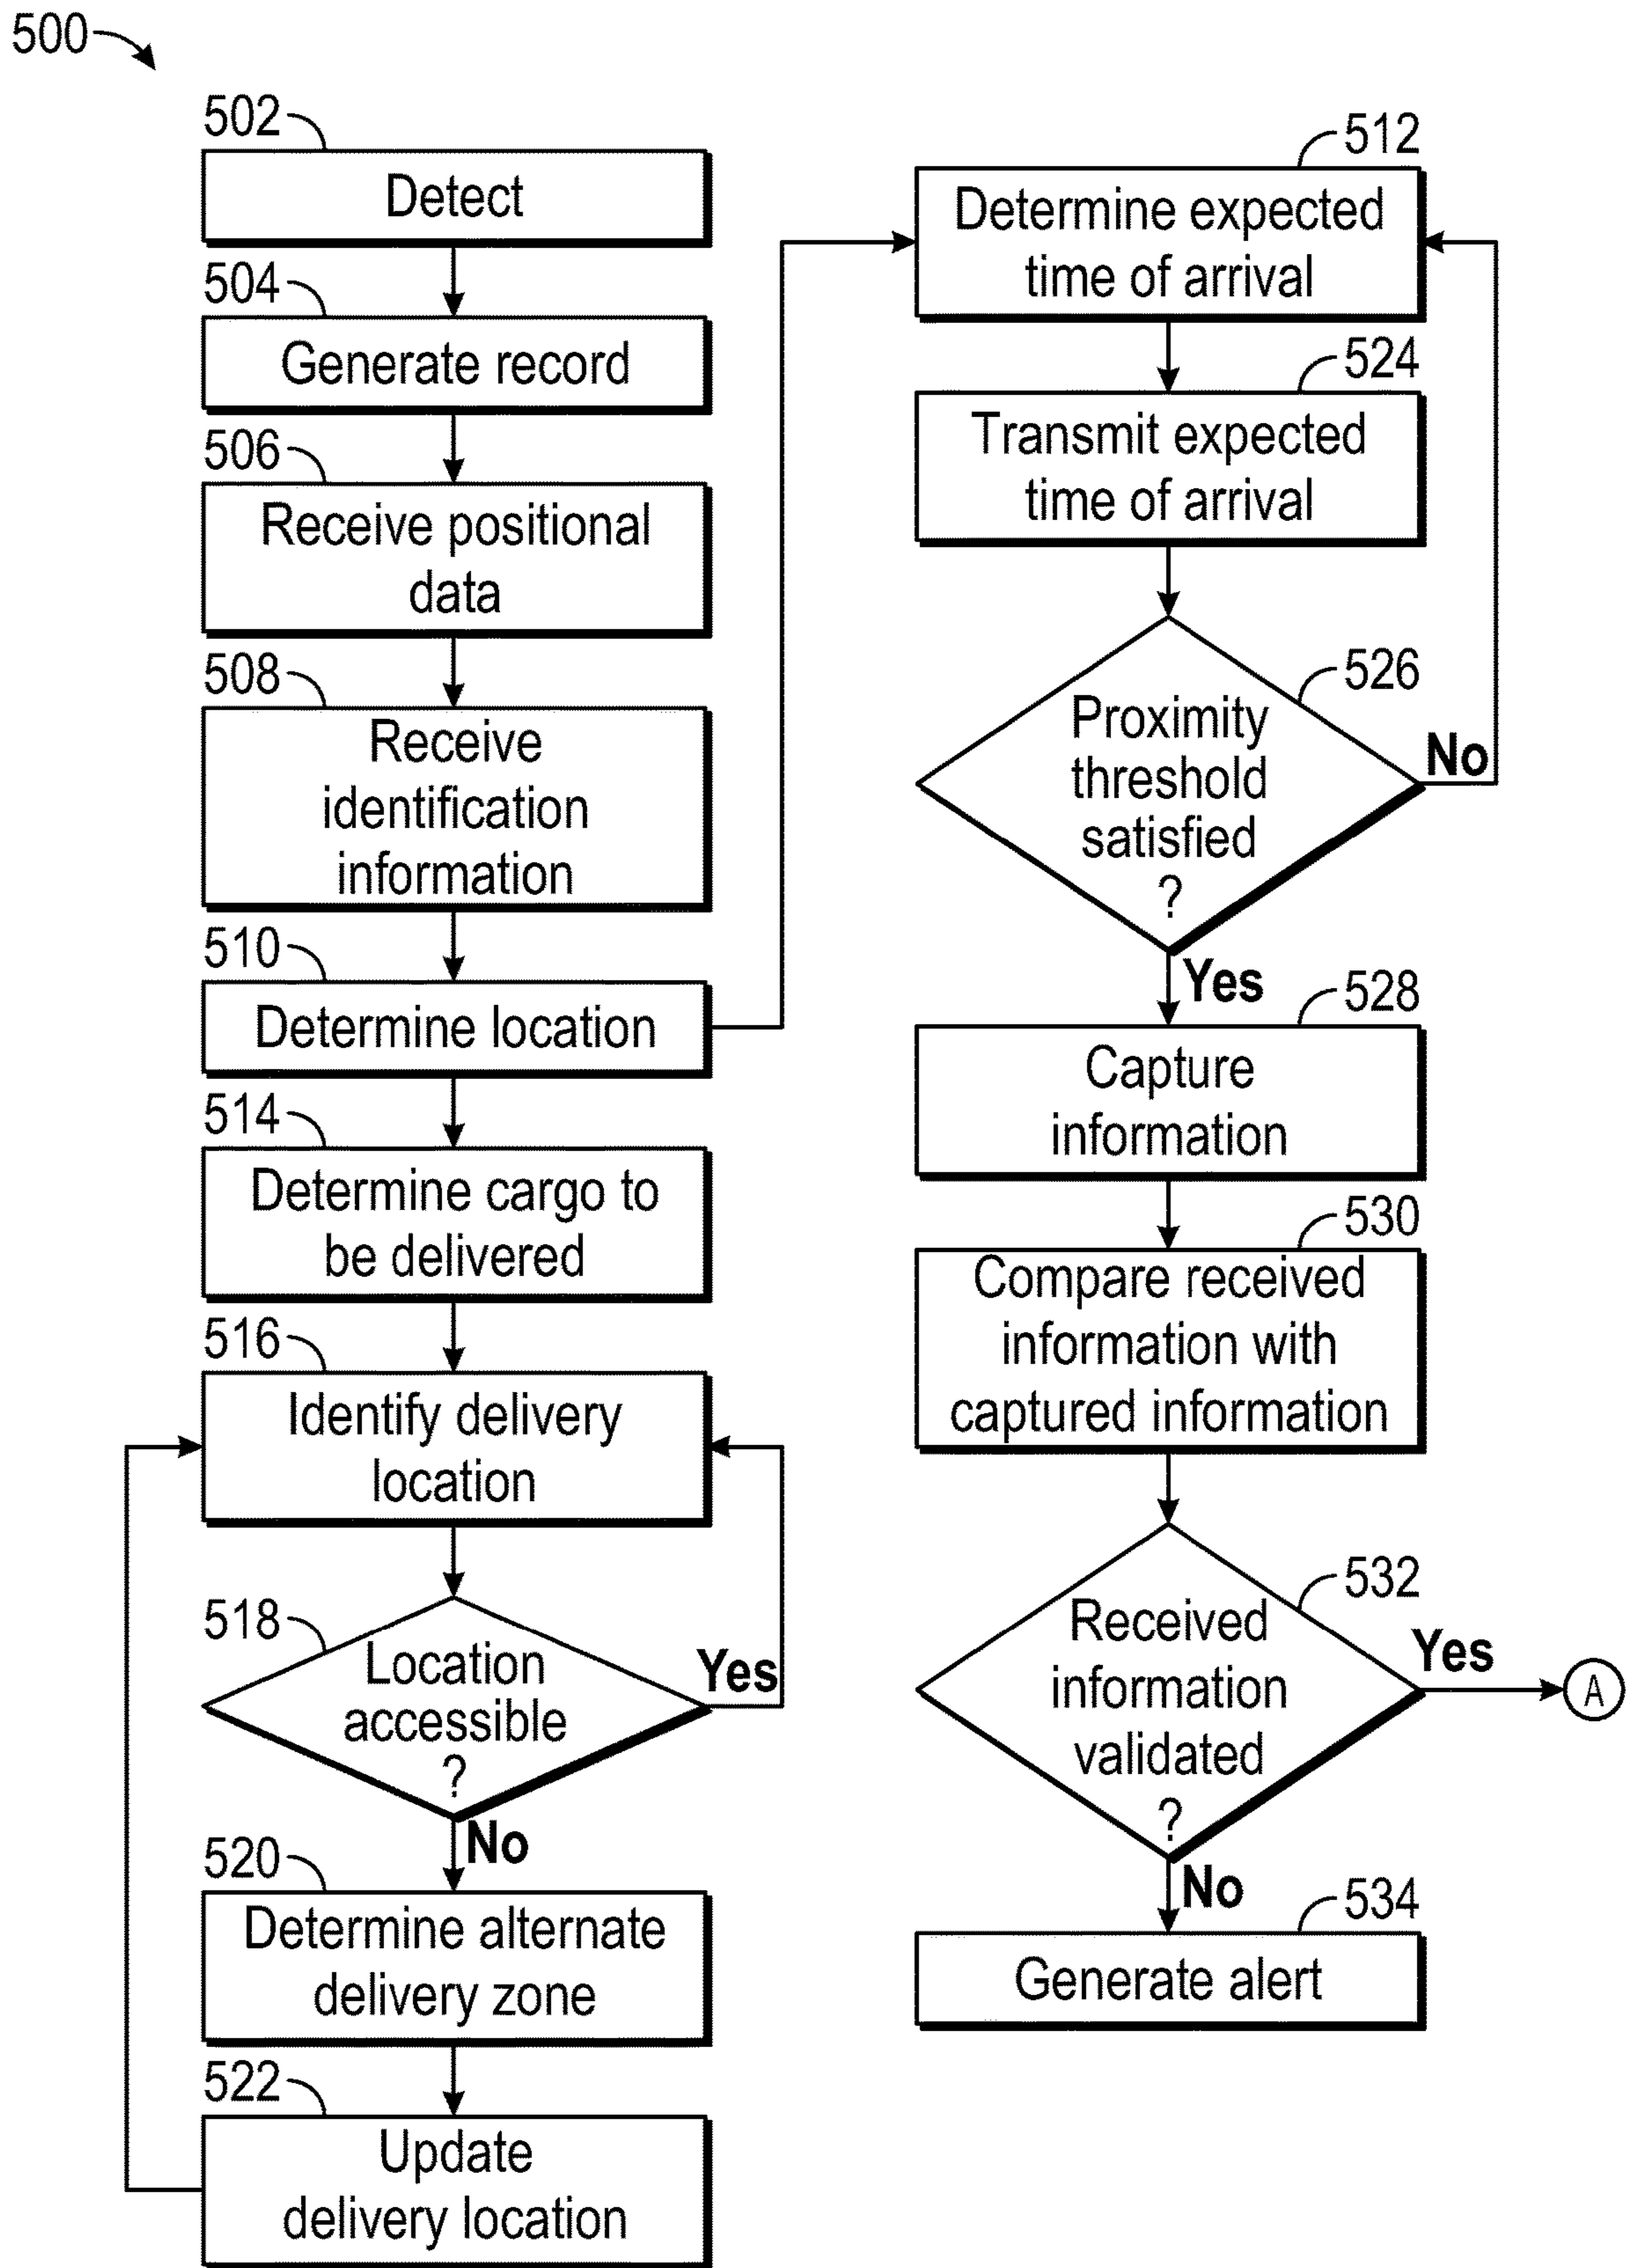 500
502
Detect
504
Generate record
506
Receive positional
data
508
Receive
identification
information
510
Determine location
514
Determine cargo to
be delivered
516
Identify delivery
location
518
Location
accessible
?
Yes
No
520
Determine alternate
delivery zone
522
Update
delivery location
512
Determine expected
time of arrival
524
Transmit expected
time of arrival
526
Proximity
threshold
satisfied
?
No
Yes
528
Capture
information
530
Compare received
information with
captured information
532
Received
information
validated
?
Yes
A
No
534
Generate alert